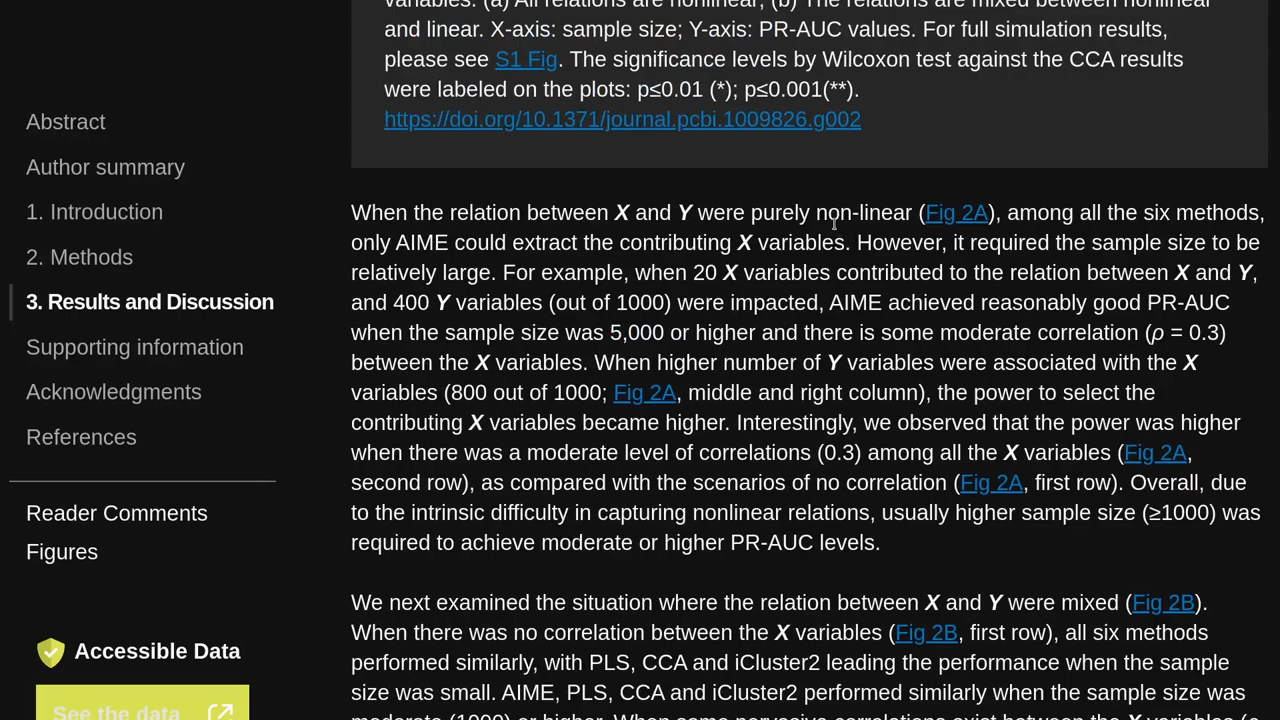 variables: (a) All relations are nonlinear; (b) The relations are mixed between nonlinear
and linear. X-axis: sample size; Y-axis: PR-AUC values. For full simulation results,
please see S1 Fig. The significance levels by Wilcoxon test against the CCA results
were labeled on the plots: p≤0.01 (*); p≤0.001(**).
https://doi.org/10.1371/journal.pcbi.1009826.g002
Abstract
Author summary
1. Introduction
2. Methods
3. Results and Discussion
Supporting information
Acknowledgments
References
Reader Comments
Figures
Accessible Data
See the data
When the relation between X and Y were purely non-linear (Fig 2A), among all the six methods,
only AIME could extract the contributing X variables. However, it required the sample size to be
relatively large. For example, when 20 X variables contributed to the relation between X and Y,
and 400 Y variables (out of 1000) were impacted, AIME achieved reasonably good PR-AUC
when the sample size was 5,000 or higher and there is some moderate correlation (ρ = 0.3)
between the X variables. When higher number of Y variables were associated with the X
variables (800 out of 1000; Fig 2A, middle and right column), the power to select the
contributing X variables became higher. Interestingly, we observed that the power was higher
when there was a moderate level of correlations (0.3) among all the X variables (Fig 2A,
second row), as compared with the scenarios of no correlation (Fig 2A, first row). Overall, due
to the intrinsic difficulty in capturing nonlinear relations, usually higher sample size (≥1000) was
required to achieve moderate or higher PR-AUC levels.
We next examined the situation where the relation between X and Y were mixed (Fig 2B).
When there was no correlation between the X variables (Fig 2B, first row), all six methods
performed similarly, with PLS, CCA and iCluster2 leading the performance when the sample
size was small. AIME, PLS, CCA and iCluster2 performed similarly when the sample size was
moderate (1000) or higher. When some pervasive correlations exist between the X variables (ρ